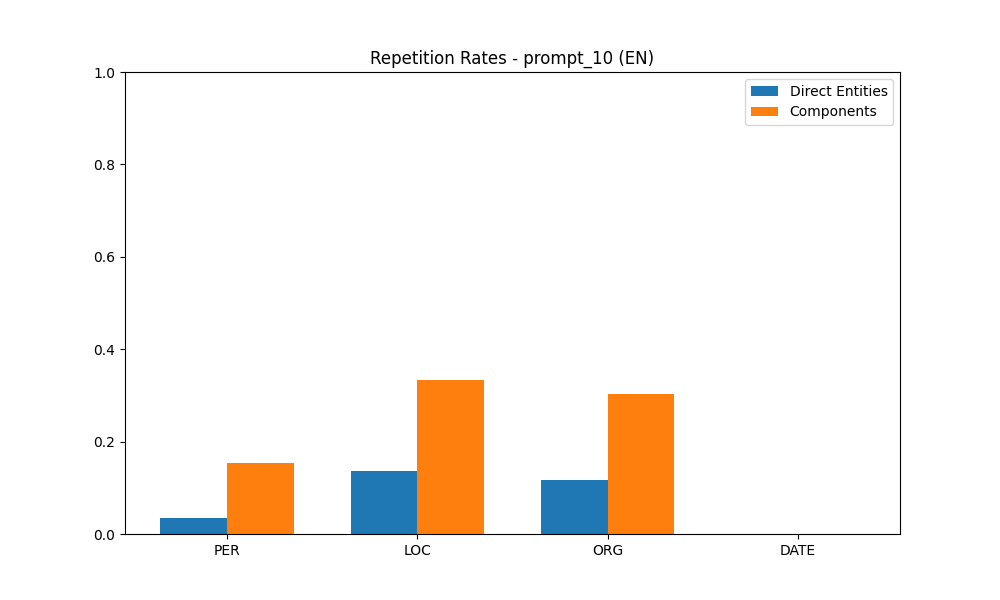 Repetition Rates - prompt_10 (EN)
Direct Entities
Components
1.0
0.8
0.6
0.4
0.2
0.0
PER LOC ORG DATE